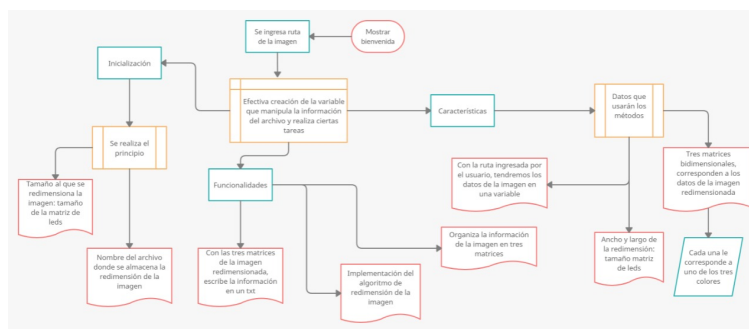 Se ingresa ruta
de la imagen
Mostrar
bienvenida
Inicialización
Efectiva creación de la variable
que manipula la información
del archivo y realiza ciertas
tareas
Características
Datos que
usarán los
métodos
Se realiza el
principio
Tamaño al que se
redimensiona la
imagen: tamaño
de la matriz de
leds
Nombre del archivo
donde se almacena la
redimensión de la
imagen
Funcionalidades
Con las tres matrices
de la imagen
redimensionada,
escribe la información
en un txt
Implementación del
algoritmo de
redimensión de la
imagen
Organiza la información
de la imagen en tres
matrices
Con la ruta ingresada por
el usuario, tendremos los
datos de la imagen en
una variable
Ancho y largo de
la redimensión:
tamaño matriz
de leds
Tres matrices
bidimensionales,
corresponden a los
datos de la imagen
redimensionada
Cada una le
corresponde a
uno de los tres
colores